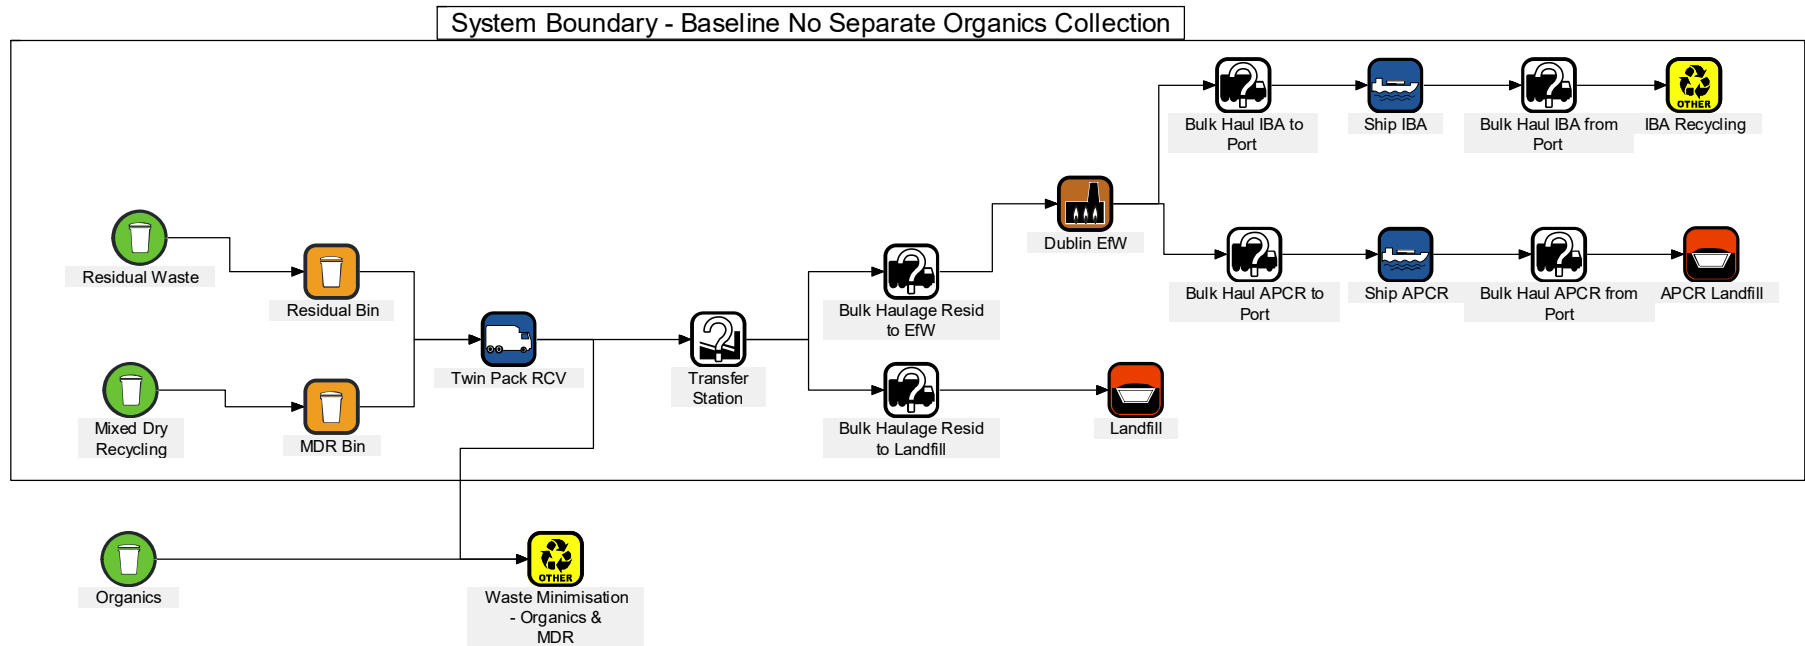 System Boundary - Baseline No Separate Organics Collection
Bulk Haul IBA to
Port
Ship IBA
Bulk Haul IBA from
Port
OTHER
IBA Recycling
Dublin EfW
Residual Waste
Residual Bin
Bulk Haulage Resid
to EfW
Bulk Haul APCR to
Port
Ship APCR
Bulk Haul APCR from
Port
APCR Landfill
Twin Pack RCV
Transfer
Station
Mixed Dry
Recycling
MDR Bin
Bulk Haulage Resid
to Landfill
Landfill
Organics
OTHER
Waste Minimisation
- Organics &
MDR